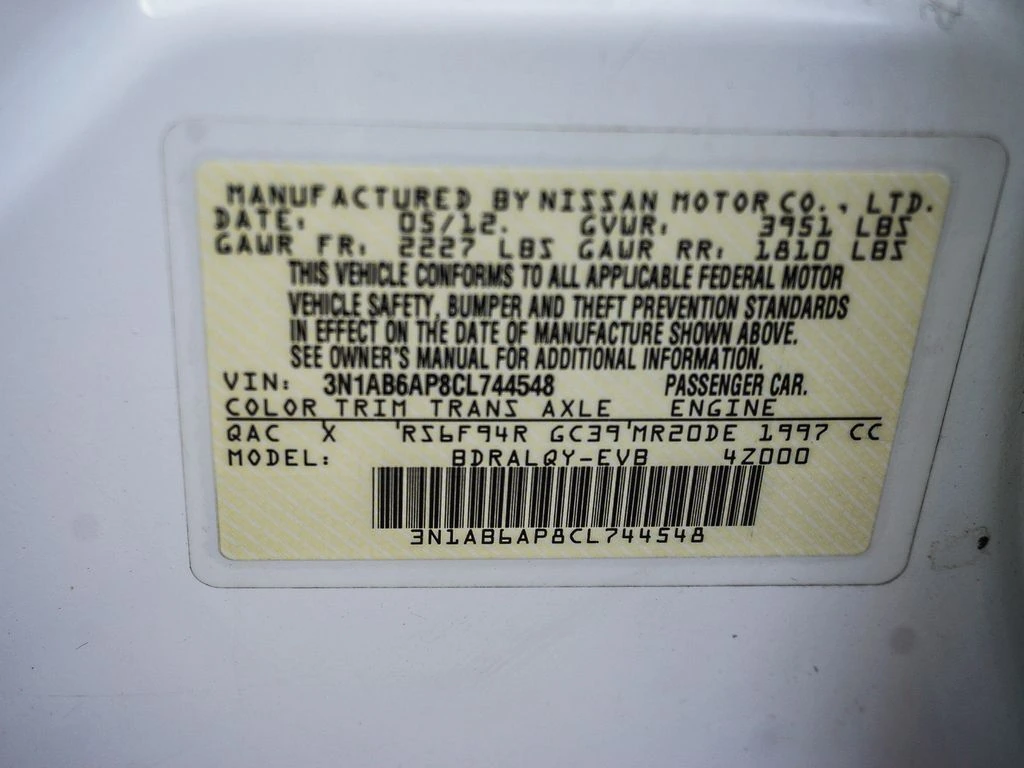 MANUFACTURED BY NISSAN MOTOR CO., LTD.
DATE: 05/12. GVWR: 3951 LBS
GAWR FR: 2227 LBS GAWR RR: 1810 LBS
THIS VEHICLE CONFORMS TO ALL APPLICABLE FEDERAL MOTOR
VEHICLE SAFETY, BUMPER AND THEFT PREVENTION STANDARDS
IN EFFECT ON THE DATE OF MANUFACTURE SHOWN ABOVE.
SEE OWNER'S MANUAL FOR ADDITIONAL INFORMATION.
VIN: 3N1AB6AP8CL744548 PASSENGER CAR.
COLOR TRIM TRANS AXLE ENGINE
QAC X 'RS6F94R GC39'MR20DE 1997 CC
MODEL: BDRALQY-EVB 4Z000
3N1AB6AP8CL744548